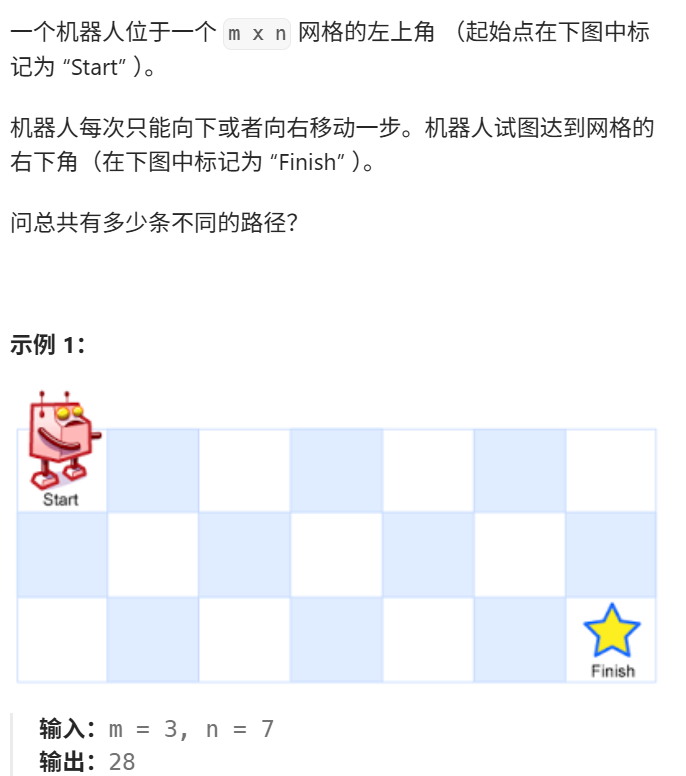 一个机器人位于一个 m x n 网格的左上角 （起始点在下图中标
记为 “Start” ）。
机器人每次只能向下或者向右移动一步。机器人试图达到网格的
右下角（在下图中标记为 “Finish” ）。
问总共有多少条不同的路径？
示例 1：
Start
Finish
输入：m = 3, n = 7
输出：28